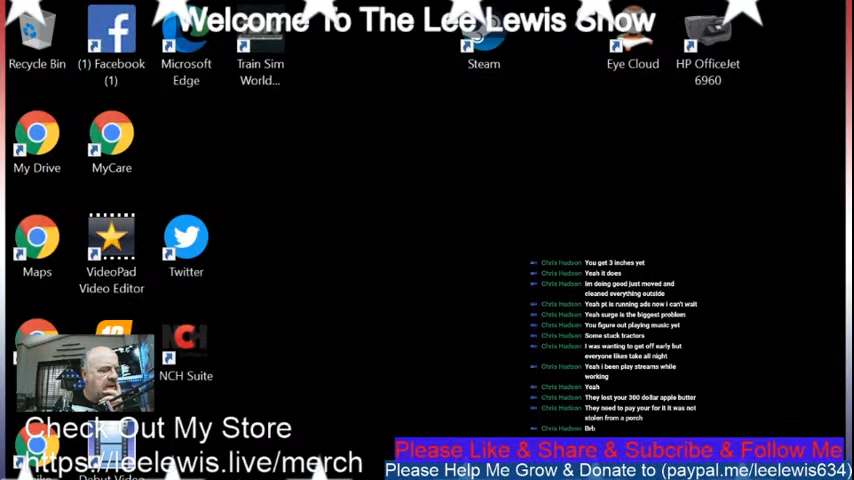 Welcome To The Lee Lewis Show
Recycle Bin
(1) Facebook
(1)
Microsoft
Edge
Train Sim
World...
Steam
Eye Cloud
HP OfficeJet
6960
My Drive
MyCare
Maps
VideoPad
Video Editor
Twitter
NCH
NCH Suite
Chris Hudson You get 3 inches yet
Chris Hudson Yeah it does
Chris Hudson Im doing good just moved and
cleaned everything outside
Chris Hudson Yeah pt is running ads now i can't wait
Chris Hudson Yeah surge is the biggest problem
Chris Hudson You figure out playing music yet
Chris Hudson Some stuck tractors
Chris Hudson I was wanting to get off early but
everyone likes take all night
Chris Hudson Yeah i been play streams while
working
Chris Hudson Yeah
Chris Hudson They lost your 300 dollar apple butter
Chris Hudson They need to pay your for it it was not
stolen from a porch
Chris Hudson Brb
Check Out My Store
https://leelewis.live/merch
Debut Video
Please Like & Share & Subcribe & Follow Me
Please Help Me Grow & Donate to (paypal.me/leelewis634)